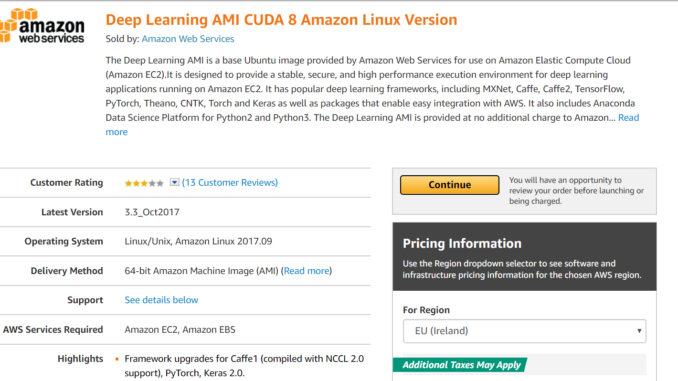 amazon
web services
Deep Learning AMI CUDA 8 Amazon Linux Version
Sold by: Amazon Web Services
The Deep Learning AMI is a base Ubuntu image provided by Amazon Web Services for use on Amazon Elastic Compute Cloud
(Amazon EC2).It is designed to provide a stable, secure, and high performance execution environment for deep learning
applications running on Amazon EC2. It has popular deep learning frameworks, including MXNet, Caffe, Caffe2, TensorFlow,
PyTorch, Theano, CNTK, Torch and Keras as well as packages that enable easy integration with AWS. It also includes Anaconda
Data Science Platform for Python2 and Python3. The Deep Learning AMI is provided at no additional charge to Amazon... Read
more
Customer Rating (13 Customer Reviews)
Latest Version 3.3_Oct2017
Operating System Linux/Unix, Amazon Linux 2017.09
Delivery Method 64-bit Amazon Machine Image (AMI) (Read more)
Support See details below
AWS Services Required Amazon EC2, Amazon EBS
Highlights • Framework upgrades for Caffe1 (compiled with NCCL 2.0
support), PyTorch, Keras 2.0.
Continue
You will have an opportunity to
review your order before launching or
being charged.
Pricing Information
Use the Region dropdown selector to see software and
infrastructure pricing information for the chosen AWS region.
For Region
EU (Ireland)
Additional Taxes May Apply